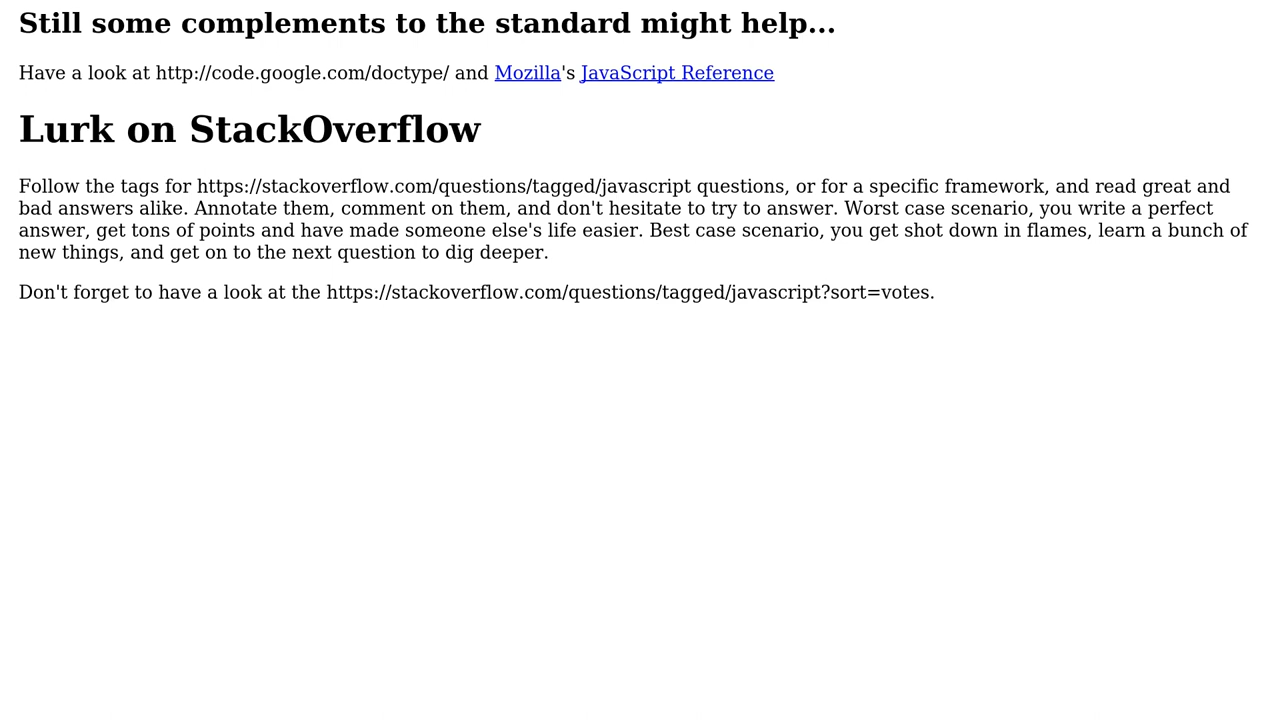 Still some complements to the standard might help...
Have a look at http://code.google.com/doctype/ and Mozilla's JavaScript Reference
Lurk on StackOverflow
Follow the tags for https://stackoverflow.com/questions/tagged/javascript questions, or for a specific framework, and read great and
bad answers alike. Annotate them, comment on them, and don't hesitate to try to answer. Worst case scenario, you write a perfect
answer, get tons of points and have made someone else's life easier. Best case scenario, you get shot down in flames, learn a bunch of
new things, and get on to the next question to dig deeper.
Don't forget to have a look at the https://stackoverflow.com/questions/tagged/javascript?sort=votes.